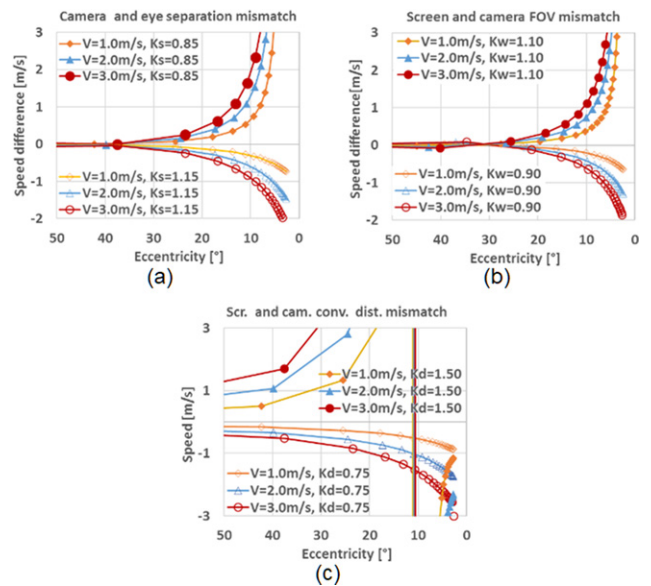 Camera and eye separation mismatch
Speed difference [m/s]
3
2
1
0
-1
-2
V=1.0m/s, Ks=0.85
V=2.0m/s, Ks=0.85
V=3.0m/s, Ks=0.85
V=1.0m/s, Ks=1.15
V=2.0m/s, Ks=1.15
V=3.0m/s, Ks=1.15
50 40 30 20 10 0
Eccentricity [°]
(a)
Screen and camera FOV mismatch
Speed difference[m/s]
3
2
1
0
-1
-2
V=1.0m/s, Kw=1.10
V=2.0m/s, Kw=1.10
V=3.0m/s, Kw=1.10
V=1.0m/s, Kw=0.90
V=2.0m/s, Kw=0.90
V=3.0m/s, Kw=0.90
50 40 30 20 10 0
Eccentricity [°]
(b)
Scr. and cam. conv. dist. mismatch
Speed [m/s]
3
1
-1
-3
V=1.0m/s, Kd=1.50
V=2.0m/s, Kd=1.50
V=3.0m/s, Kd=1.50
V=1.0m/s, Kd=0.75
V=2.0m/s, Kd=0.75
V=3.0m/s, Kd=0.75
50 40 30 20 10 0
Eccentricity [°]
(c)